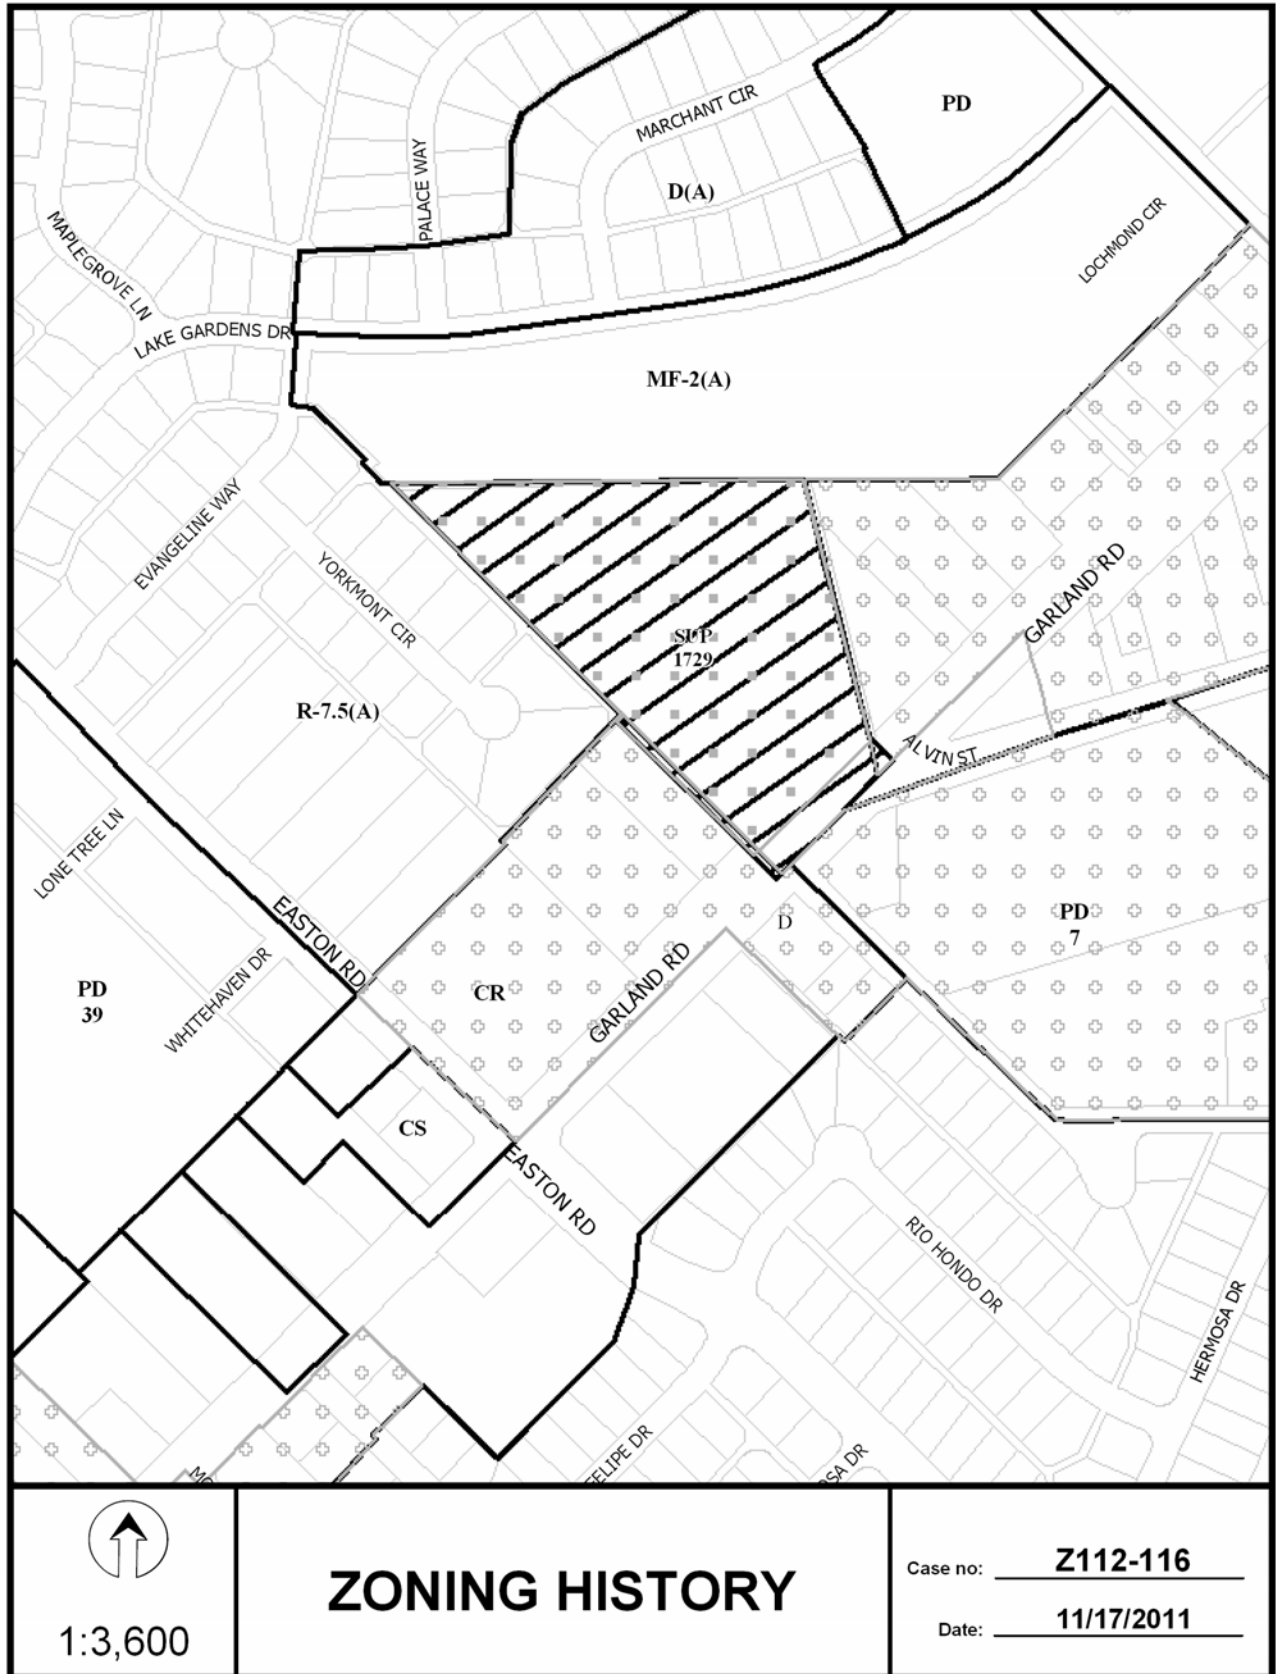 PD
MARCHANT CIR
PALACE WAY
D(A)
LOCHMOND CIR
MAPLEGROVE LN
LAKE GARDENS DR
MF-2(A)
EVANGELINE WAY
YORKMONT CIR
GARLAND RD
SUP
1729
R-7.5(A)
ALVIN ST
LONE TREE LN
EASTON RD
PD
7
D
WHITEHAVEN DR
GARLAND RD
PD
39
CR
CS
EASTON RD
RIO HONDO DR
HERMOSA DR
FELIPE DR
OSA DR
ZONING HISTORY
1:3,600
Case no: Z112-116
Date: 11/17/2011